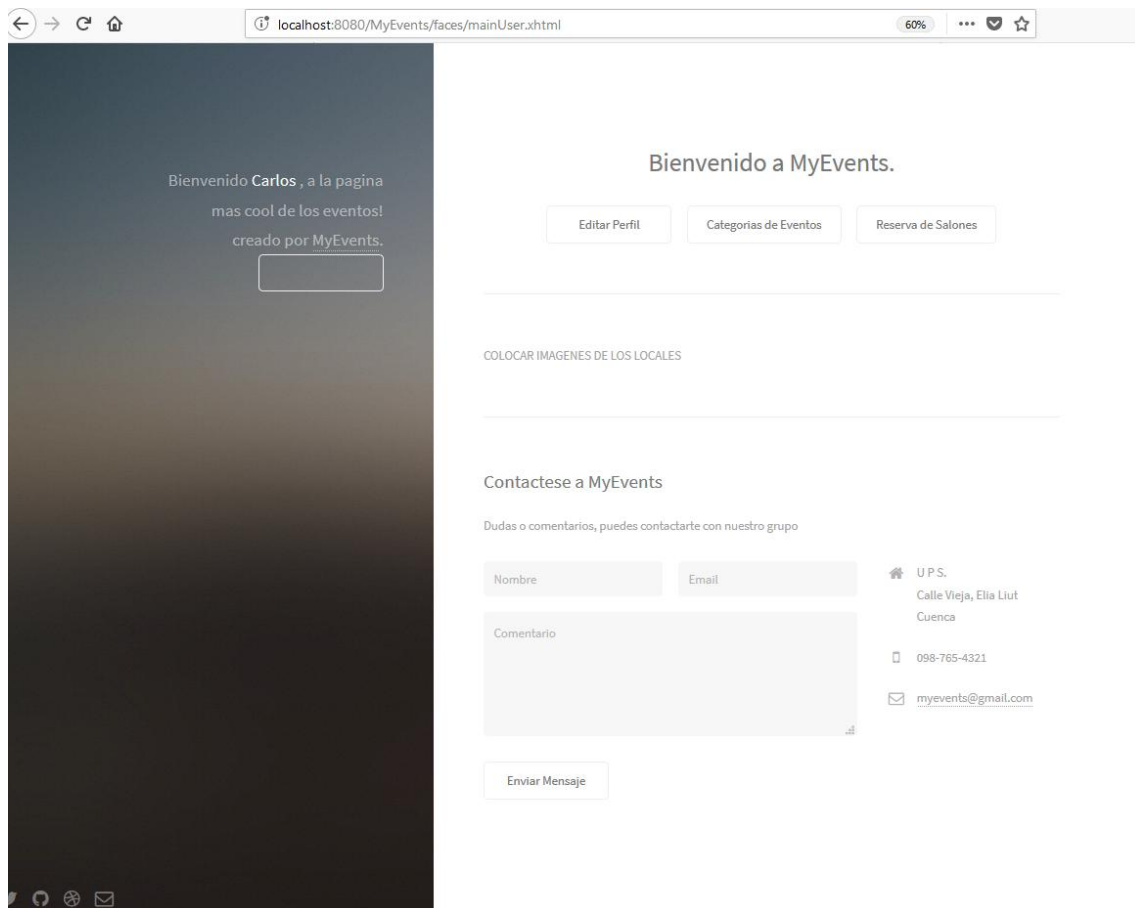 localhost:8080/MyEvents/faces/mainUser.xhtml
60%
Bienvenido Carlos , a la pagina
mas cool de los eventos!
creado por MyEvents.
Bienvenido a MyEvents.
Editar Perfil
Categorias de Eventos
Reserva de Salones
COLOCAR IMAGENES DE LOS LOCALES
Contactese a MyEvents
Dudas o comentarios, puedes contactarte con nuestro grupo
Nombre
Email
Comentario
U P S.
Calle Vieja, Elia Liut
Cuenca
098-765-4321
myevents@gmail.com
Enviar Mensaje